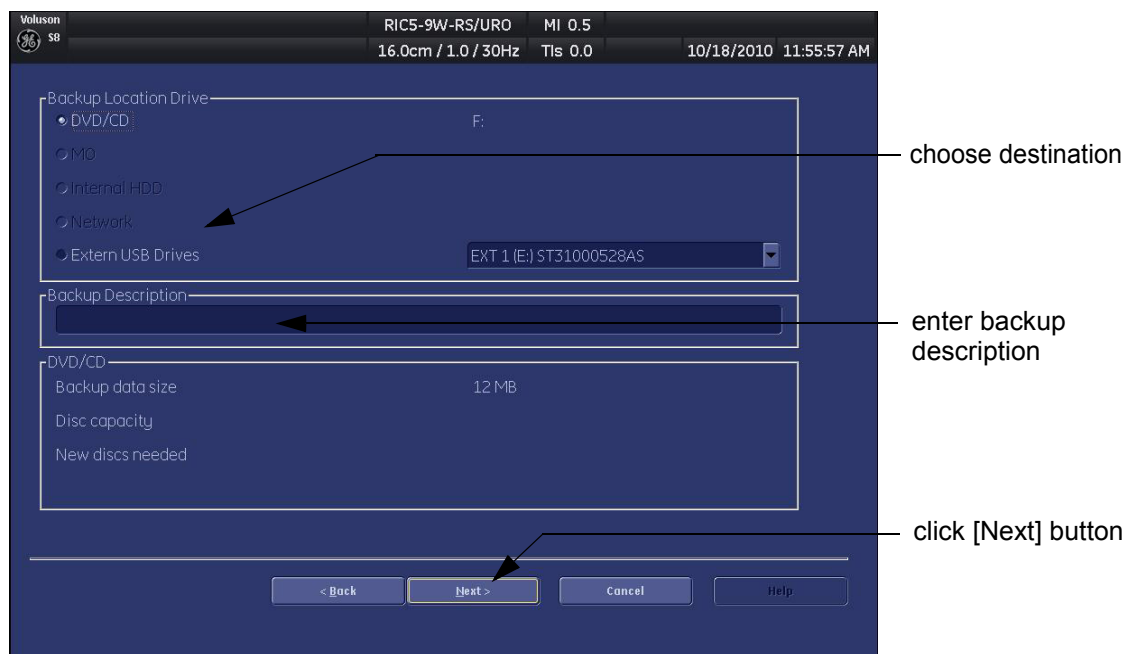 Voluson
S8
RIC5-9W-RS/URO MI 0.5
16.0cm / 1.0 / 30Hz TIs 0.0 10/18/2010 11:55:57 AM
Backup Location Drive
DVD/CD F:
MO
choose destination
Internal HDD
Network
Extern USB Drives EXT 1 (E:) ST31000528AS
Backup Description
enter backup
description
DVD/CD
Backup data size 12 MB
Disc capacity
New discs needed
click [Next] button
< Back Next > Cancel Help